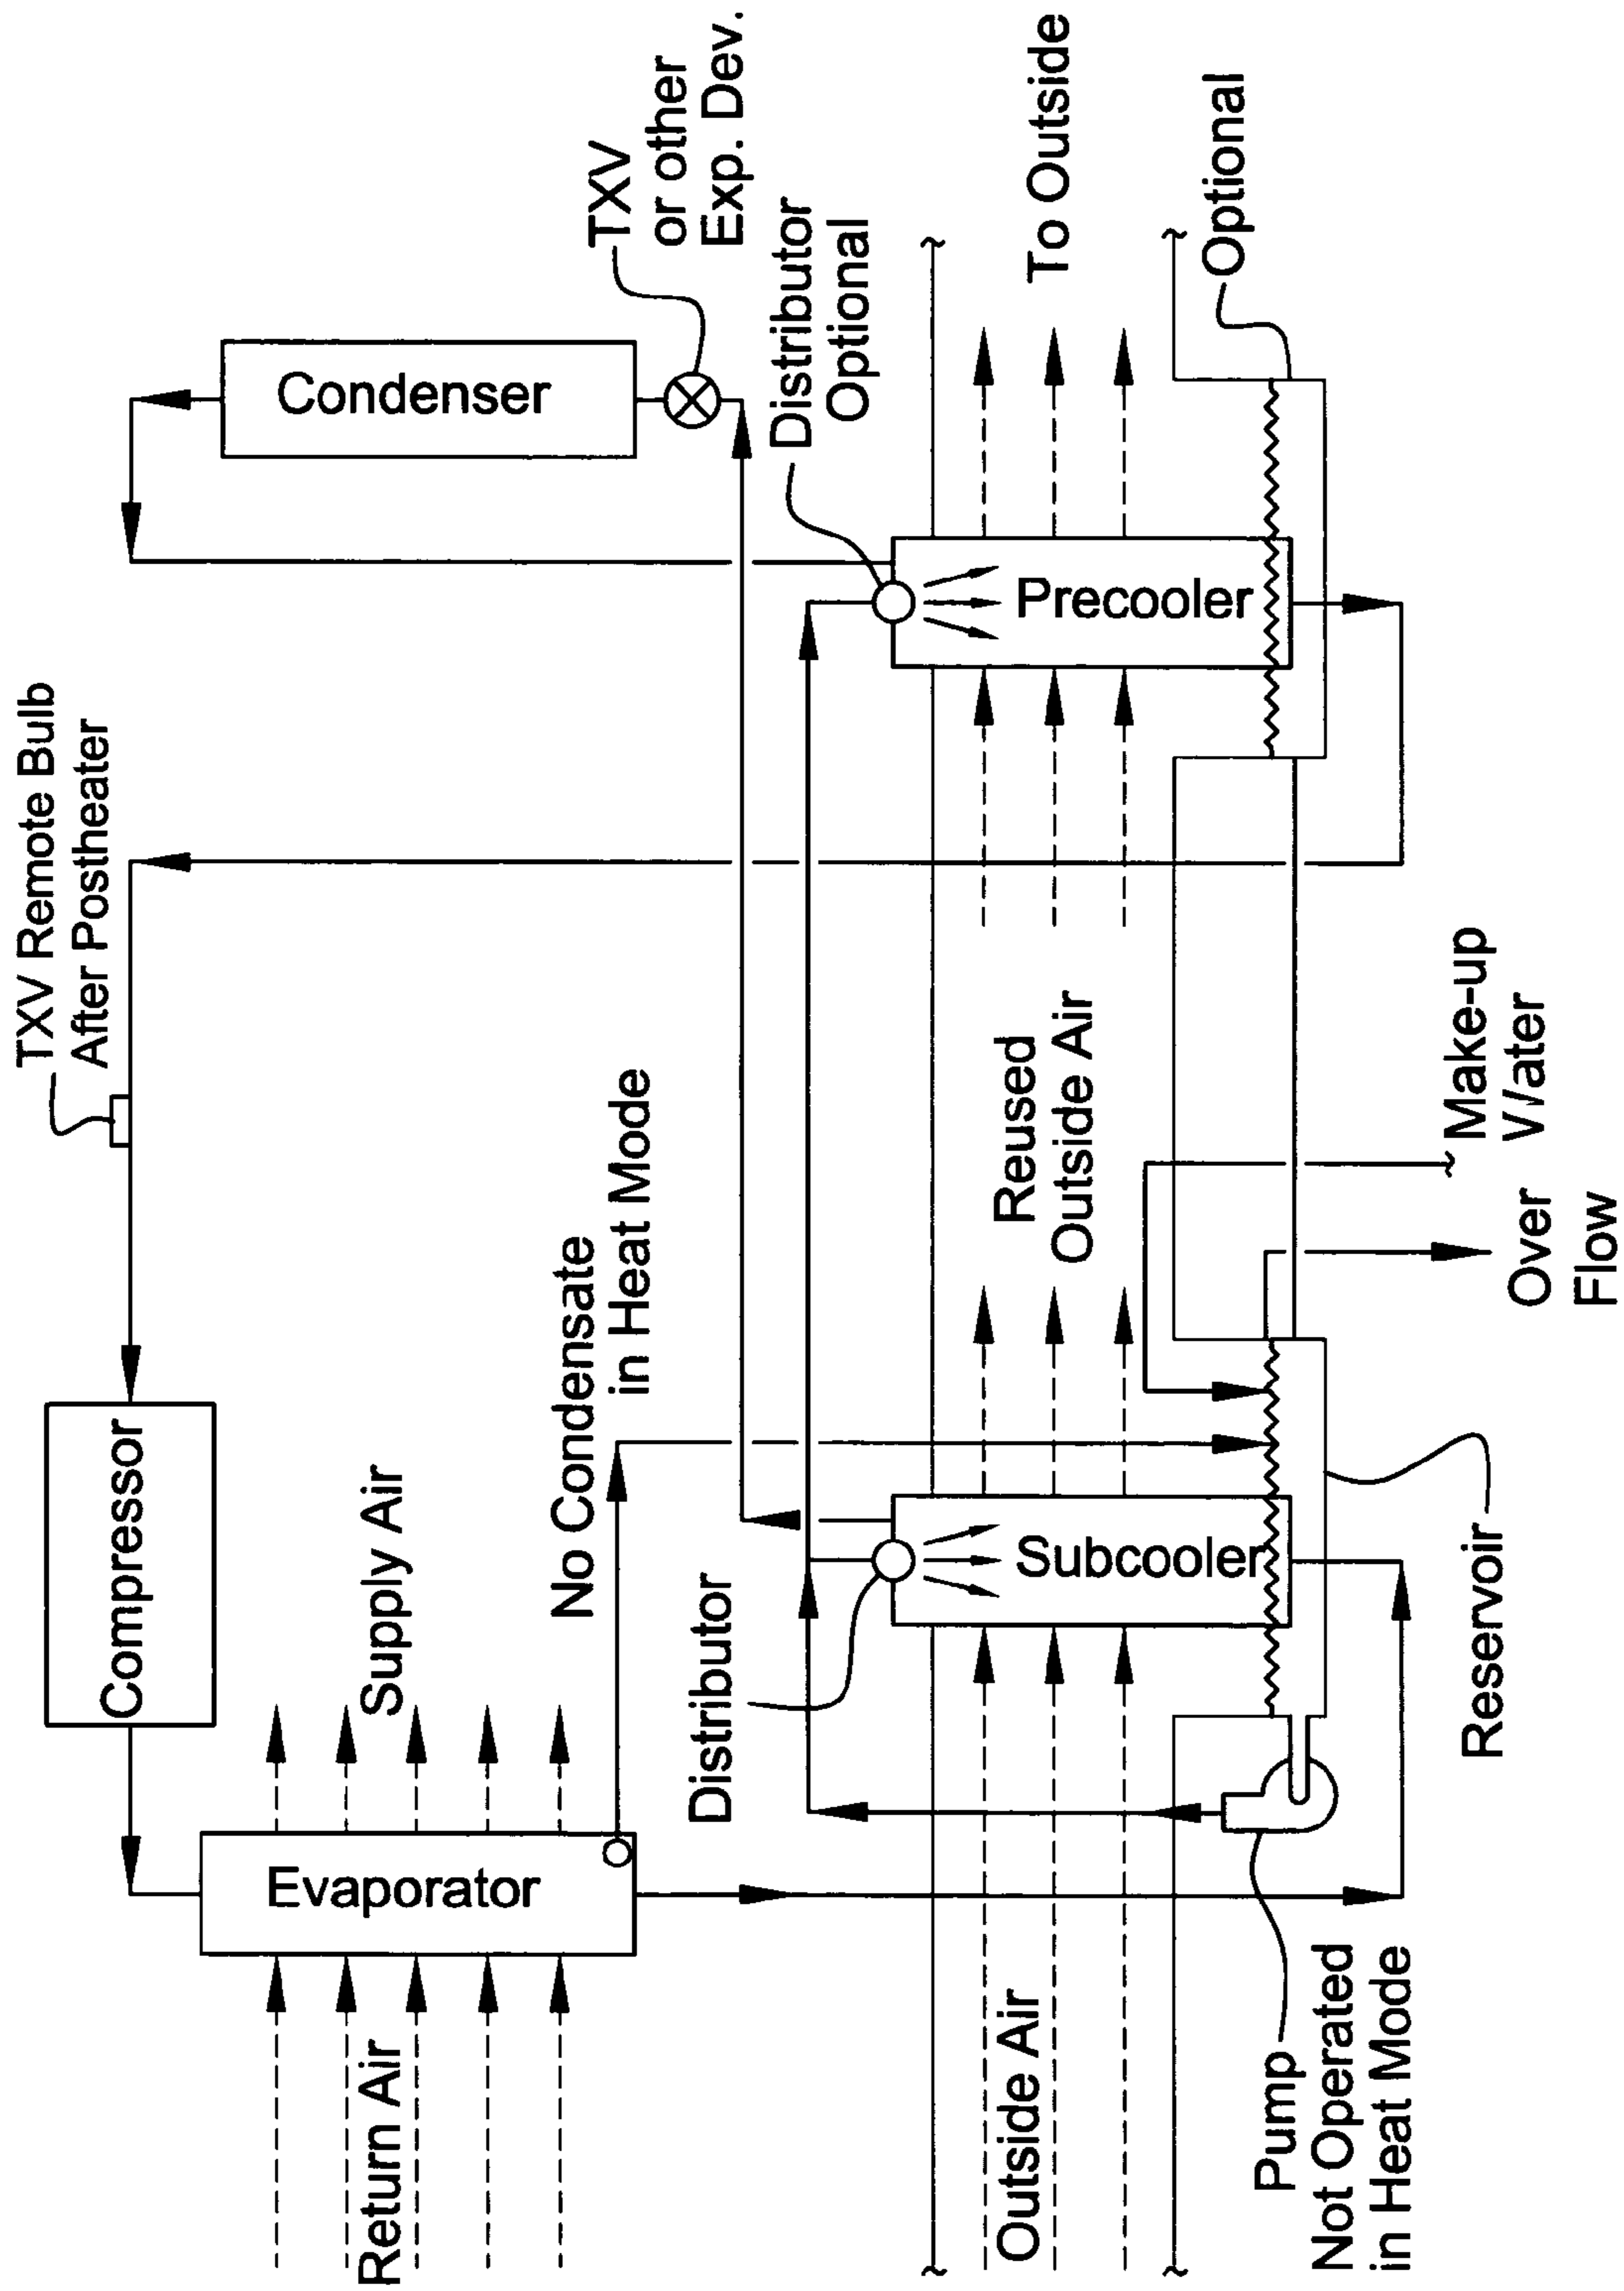 TXV Remote Bulb
After Postheater
Compressor
Condenser
TXV
or other
Exp. Dev.
Return Air
Evaporator
Supply Air
No Condensate
in Heat Mode
Distributor
Distributor
Optional
Outside Air
Subcooler
Reused
Outside Air
Precooler
To Outside
Pump
Not Operated
in Heat Mode
Reservoir
Over
Flow
Make-up
Water
Optional